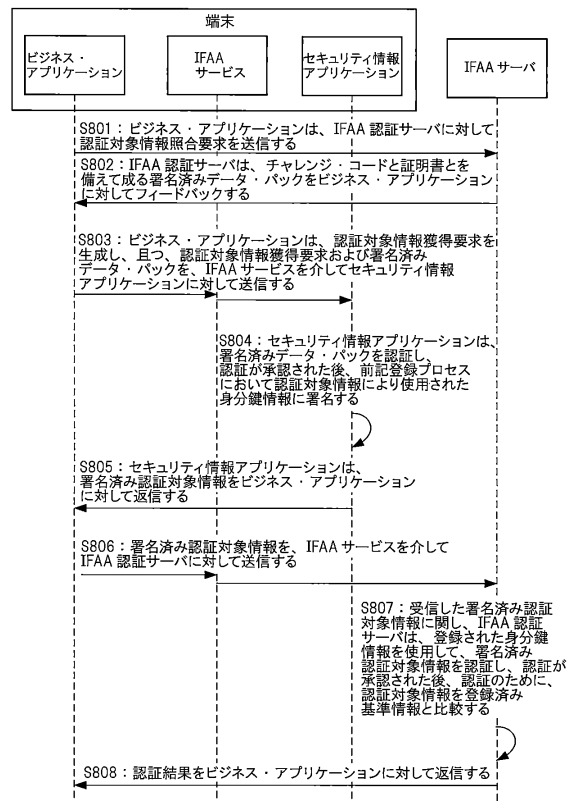 端末
ビジネス・
アプリケーション
IFAA
サービス
セキュリティ情報
アプリケーション
IFAA サーバ
S801：ビジネス・アプリケーションは、IFAA 認証サーバに対して
認証対象情報照合要求を送信する
S802：IFAA 認証サーバは、チャレンジ・コードと証明書とを
備えて成る署名済みデータ・パックをビジネス・アプリケーション
に対してフィードバックする
S803：ビジネス・アプリケーションは、認証対象情報獲得要求を
生成し、且つ、認証対象情報獲得要求および署名済み
データ・パックを、IFAA サービスを介してセキュリティ情報
アプリケーションに対して送信する
S804：セキュリティ情報アプリケーションは、
署名済みデータ・パックを認証し、
認証が承認された後、前記登録プロセス
において認証対象情報により使用された
身分鍵情報に署名する
S805：セキュリティ情報アプリケーションは、
署名済み認証対象情報をビジネス・アプリケーション
に対して返信する
S806：署名済み認証対象情報を、IFAA サービスを介して
IFAA 認証サーバに対して送信する
S807：受信した署名済み認証
対象情報に関し、IFAA 認証
サーバは、登録された身分鍵
情報を使用して、署名済み
認証対象情報を認証し、認証が
承認された後、認証のために、
認証対象情報を登録済み
基準情報と比較する
S808：認証結果をビジネス・アプリケーションに対して返信する